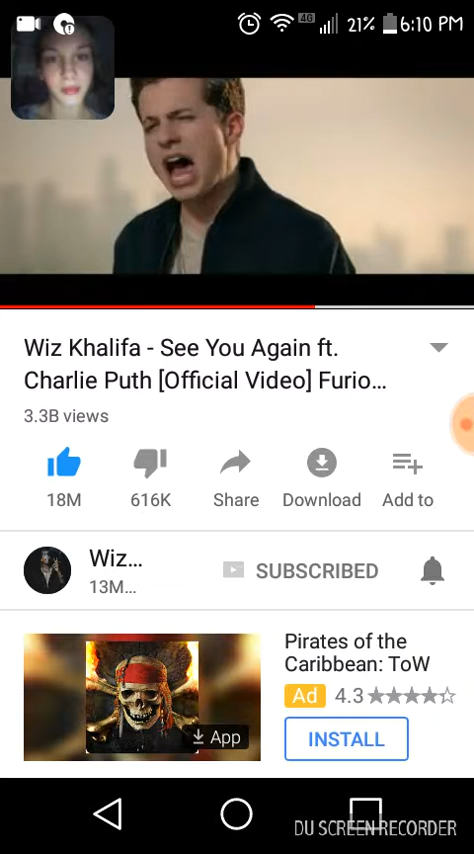 4G 21% 6:10 PM
Wiz Khalifa - See You Again ft.
Charlie Puth [Official Video] Furio...
3.3B views
18M 616K Share Download Add to
Wiz...
13M...
SUBSCRIBED
Pirates of the
Caribbean: ToW
Ad 4.3
App
INSTALL
DU SCREEN RECORDER